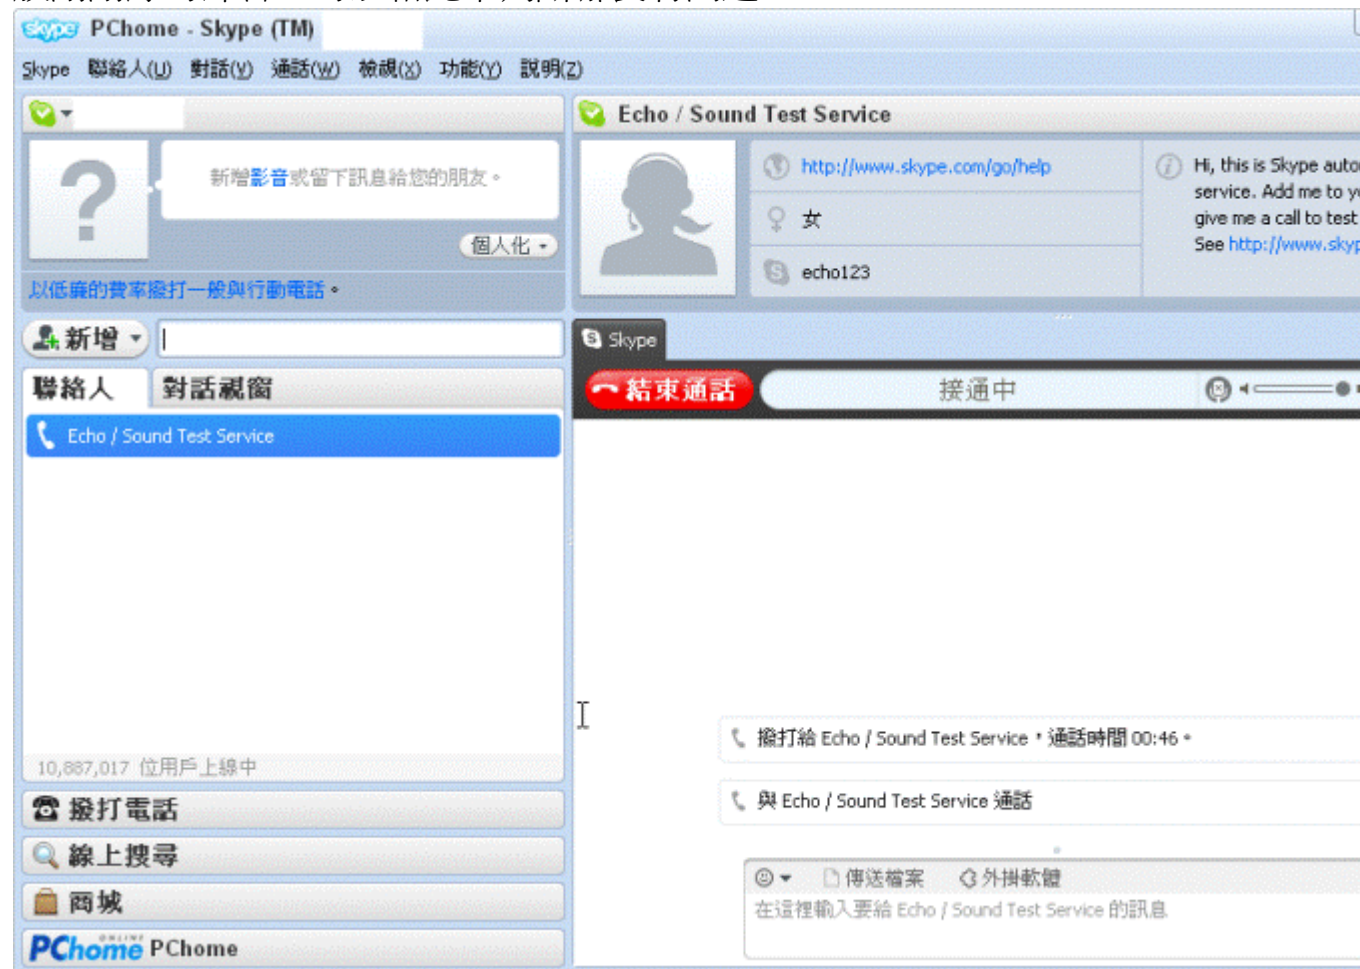 skype PChome - Skype (TM)
Skype 聯絡人(U) 對話(V) 通話(W) 檢視(X) 功能(Y) 說明(Z)
新增影音或留下訊息給您的朋友。
個人化
以低廉的費率撥打一般與行動電話。
新增
聯絡人 對話視窗
Echo / Sound Test Service
10,887,017 位用戶上線中
撥打電話
線上搜尋
商城
PChome ONLINE PChome
Echo / Sound Test Service
http://www.skype.com/go/help
女
echo123
Hi, this is Skype auto
service. Add me to yo
give me a call to test
See http://www.skyp
Skype
結束通話 接通中
撥打給 Echo / Sound Test Service，通話時間 00:46。
與 Echo / Sound Test Service 通話
傳送檔案 外掛軟體
在這裡輸入要給 Echo / Sound Test Service 的訊息